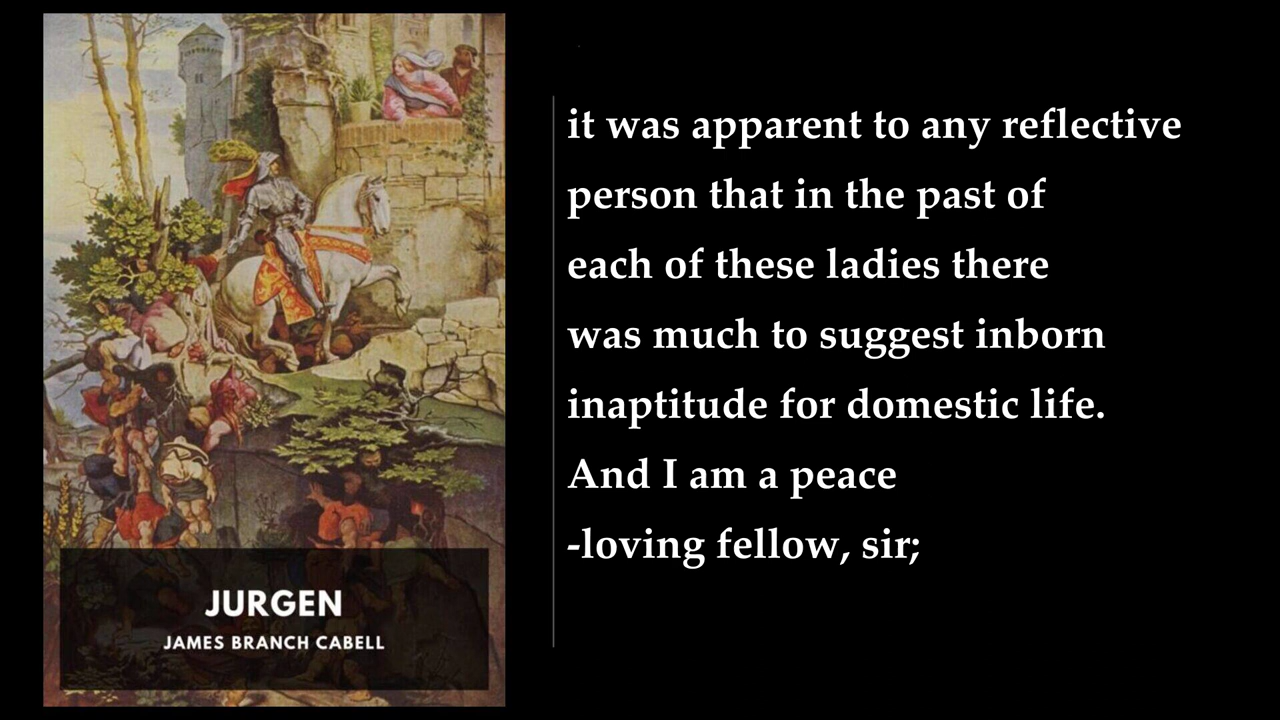 it was apparent to any reflective
person that in the past of
each of these ladies there
was much to suggest inborn
inaptitude for domestic life.
And I am a peace
-loving fellow, sir;
JURGEN
JAMES BRANCH CABELL